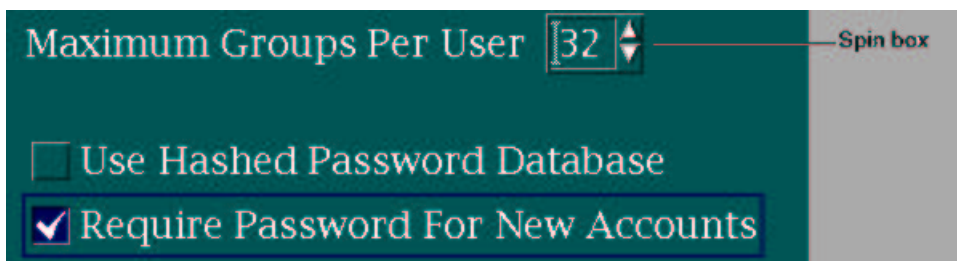 Maximum Groups Per User 32 Spin box
Use Hashed Password Database
Require Password For New Accounts